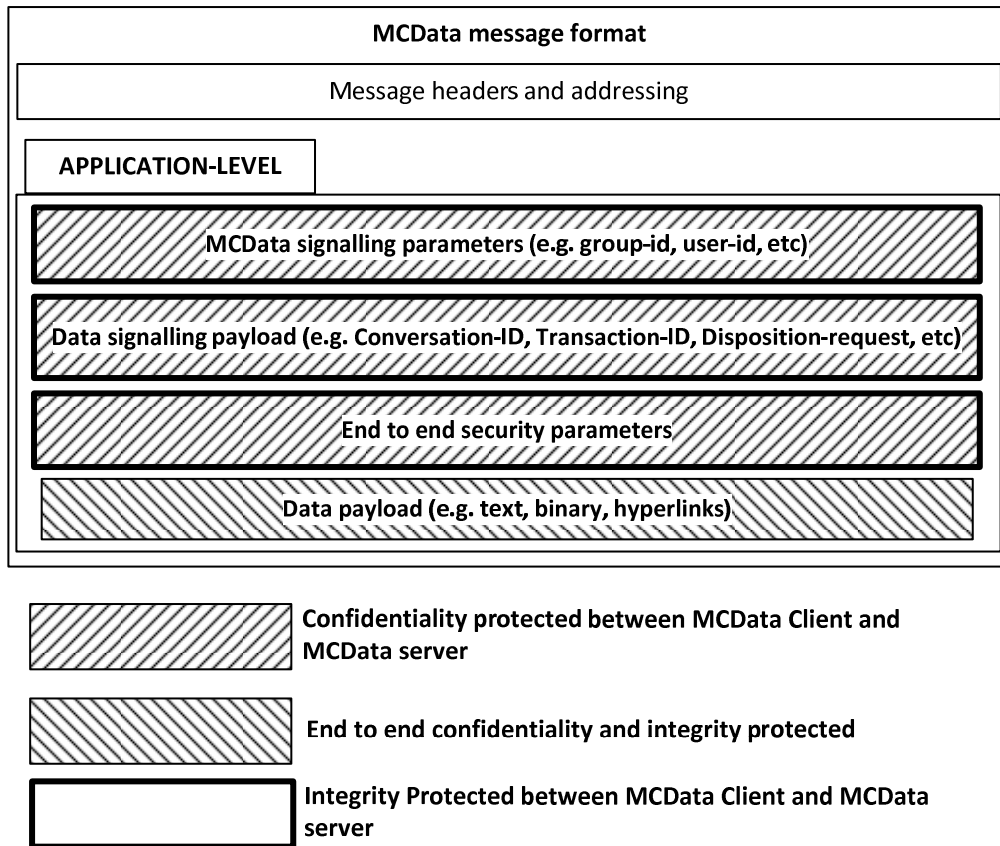 MCData message format
Message headers and addressing
APPLICATION-LEVEL
MCData signalling parameters (e.g. group-id, user-id, etc)
Data signalling payload (e.g. Conversation-ID, Transaction-ID, Disposition-request, etc)
End to end security parameters
Data payload (e.g. text, binary, hyperlinks)
Confidentiality protected between MCData Client and
MCData server
End to end confidentiality and integrity protected
Integrity Protected between MCData Client and MCData
server